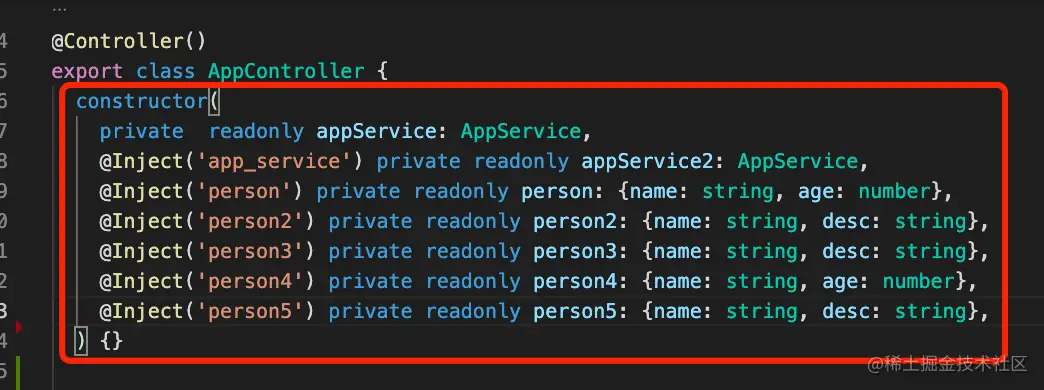 ...
4 @Controller()
5 export class AppController {
6 constructor(
7 private  readonly appService: AppService,
8 @Inject('app_service') private readonly appService2: AppService,
9 @Inject('person') private readonly person: {name: string, age: number},
0 @Inject('person2') private readonly person2: {name: string, desc: string},
1 @Inject('person3') private readonly person3: {name: string, desc: string},
2 @Inject('person4') private readonly person4: {name: string, age: number},
3 @Inject('person5') private readonly person5: {name: string, desc: string},
4 ) {}
5
@稀土掘金技术社区